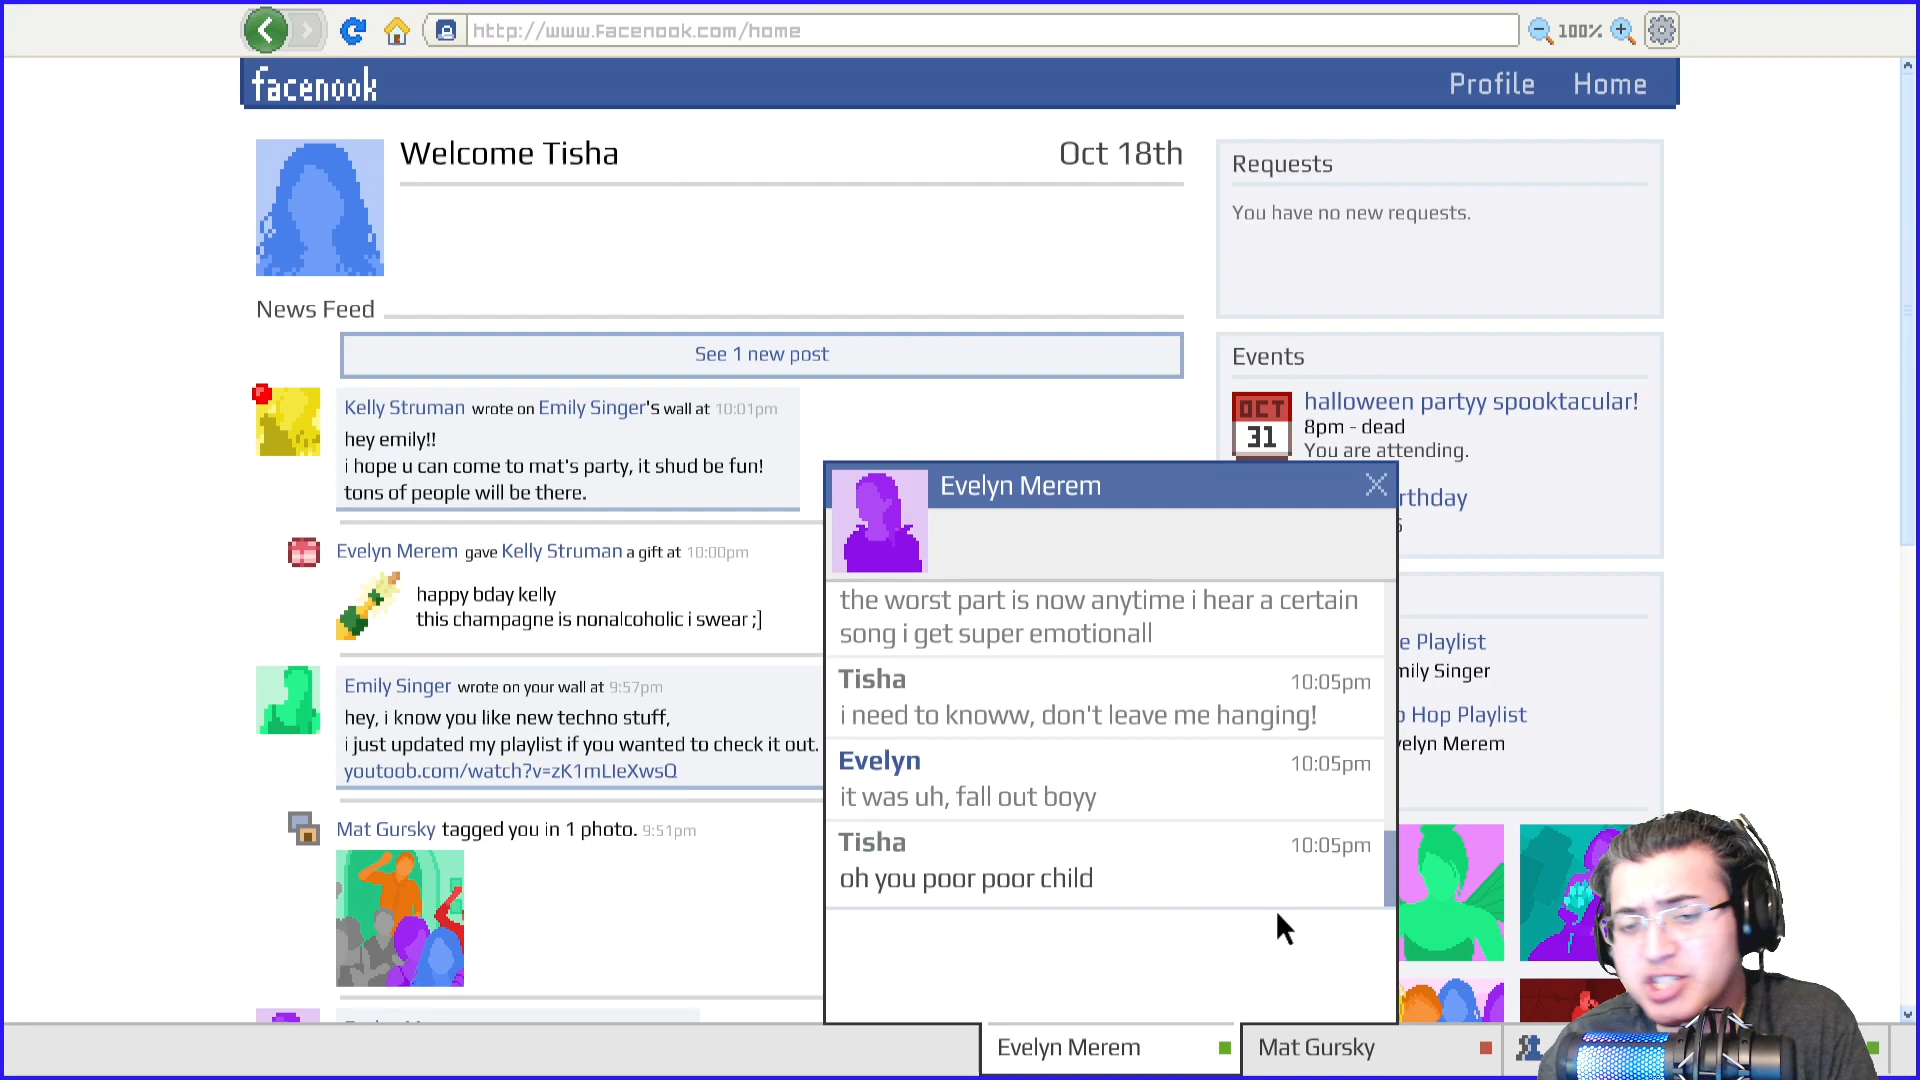 http://www.facenook.com/home
100%
facenook
Profile
Home
Welcome Tisha
Oct 18th
News Feed
See 1 new post
Kelly Struman wrote on Emily Singer's wall at 10:01pm
hey emily!!
i hope u can come to mat's party, it shud be fun!
tons of people will be there.
Evelyn Merem gave Kelly Struman a gift at 10:00pm
happy bday kelly
this champagne is nonalcoholic i swear ;]
Emily Singer wrote on your wall at 9:57pm
hey, i know you like new techno stuff,
i just updated my playlist if you wanted to check it out.
youtoob.com/watch?v=zK1mLIeXwsQ
Mat Gursky tagged you in 1 photo. 9:51pm
Requests
You have no new requests.
Events
OCT
31
halloween partyy spooktacular!
8pm - dead
You are attending.
rthday
e Playlist
mily Singer
Hop Playlist
velyn Merem
Evelyn Merem
the worst part is now anytime i hear a certain
song i get super emotionall
Tisha 10:05pm
i need to knoww, don't leave me hanging!
Evelyn 10:05pm
it was uh, fall out boyy
Tisha 10:05pm
oh you poor poor child
Evelyn Merem
Mat Gursky